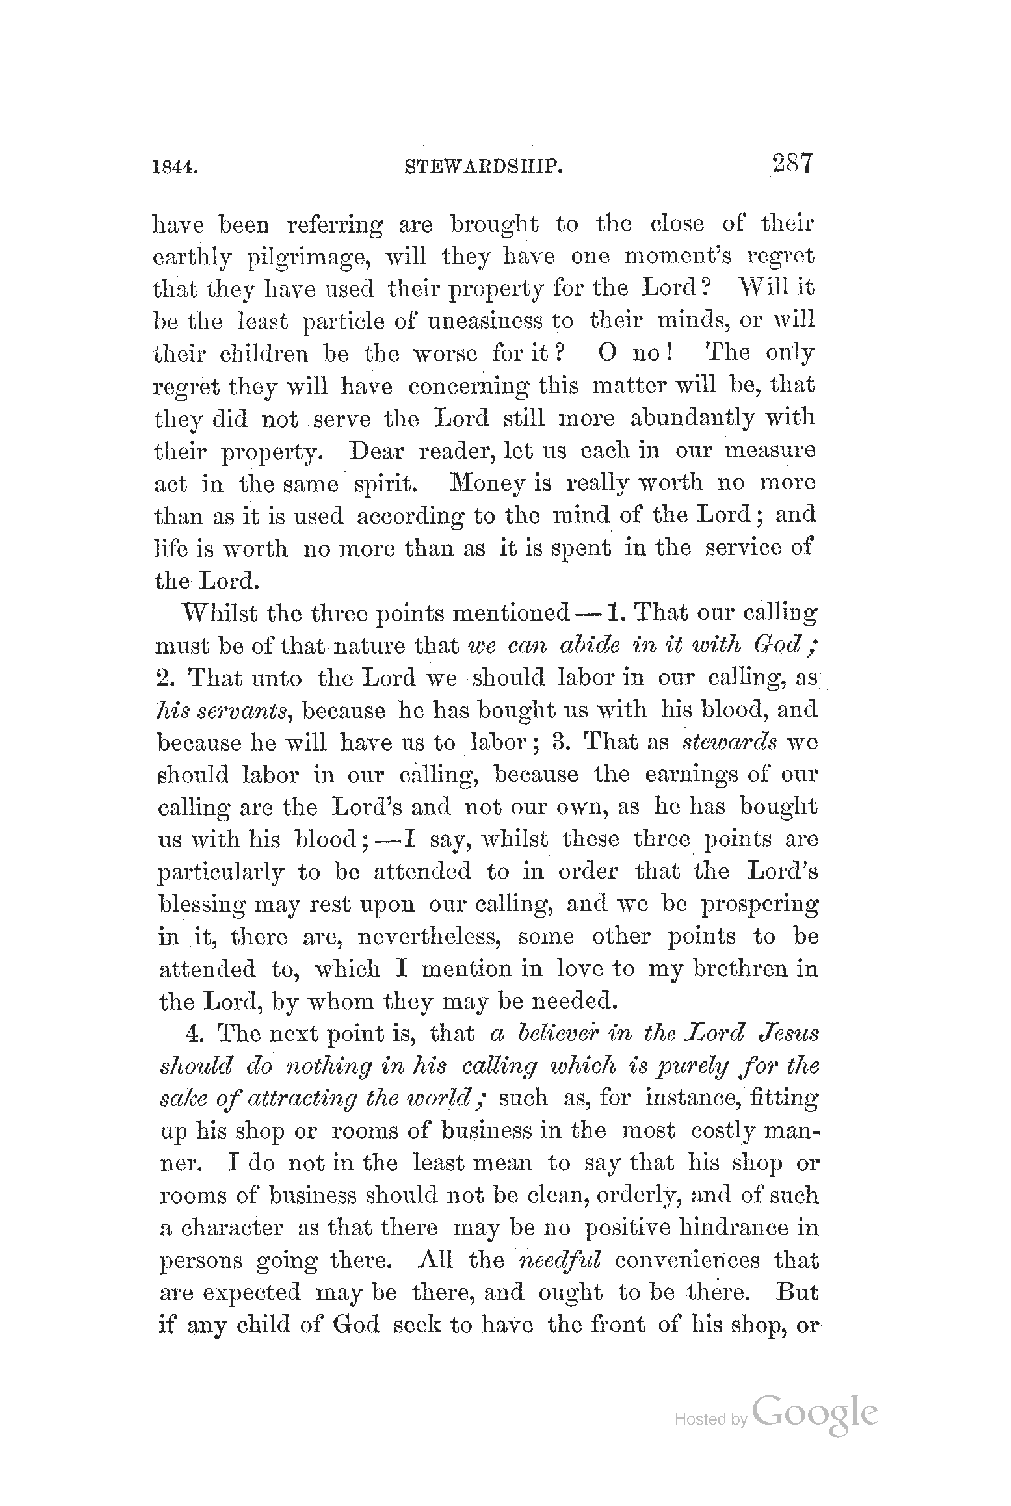 1844. STEWARDSHIP. 287
have been referring are brought to the close of their
earthly pilgrimage, will they have one moment's regret
that they have used their property for the Lord? Will it
be the least particle of uneasiness to their minds, or will
their children be the worse for it? O no! The only
regret they will have concerning this matter will be, that
they did not serve the Lord still more abundantly with
their property. Dear reader, let us each in our measure
act in the same spirit. Money is really worth no more
than as it is used according to the mind of the Lord; and
life is worth no more than as it is spent in the service of
the Lord.
Whilst the three points mentioned—1. That our calling
must be of that nature that we can abide in it with God;
2. That unto the Lord we should labor in our calling, as
his servants, because he has bought us with his blood, and
because he will have us to labor; 3. That as stewards we
should labor in our calling, because the earnings of our
calling are the Lord's and not our own, as he has bought
us with his blood;—I say, whilst these three points are
particularly to be attended to in order that the Lord's
blessing may rest upon our calling, and we be prospering
in it, there are, nevertheless, some other points to be
attended to, which I mention in love to my brethren in
the Lord, by whom they may be needed.
4. The next point is, that a believer in the Lord Jesus
should do nothing in his calling which is purely for the
sake of attracting the world; such as, for instance, fitting
up his shop or rooms of business in the most costly man-
ner. I do not in the least mean to say that his shop or
rooms of business should not be clean, orderly, and of such
a character as that there may be no positive hindrance in
persons going there. All the needful conveniences that
are expected may be there, and ought to be there. But
if any child of God seek to have the front of his shop, or
Hosted by Google